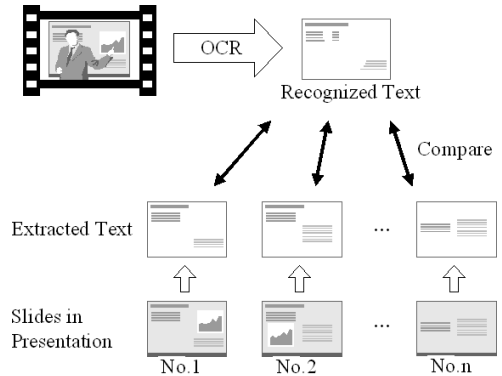 OCR
Recognized Text
Compare
Extracted Text
...
Slides in
Presentation
...
No.1
No.2
No.n